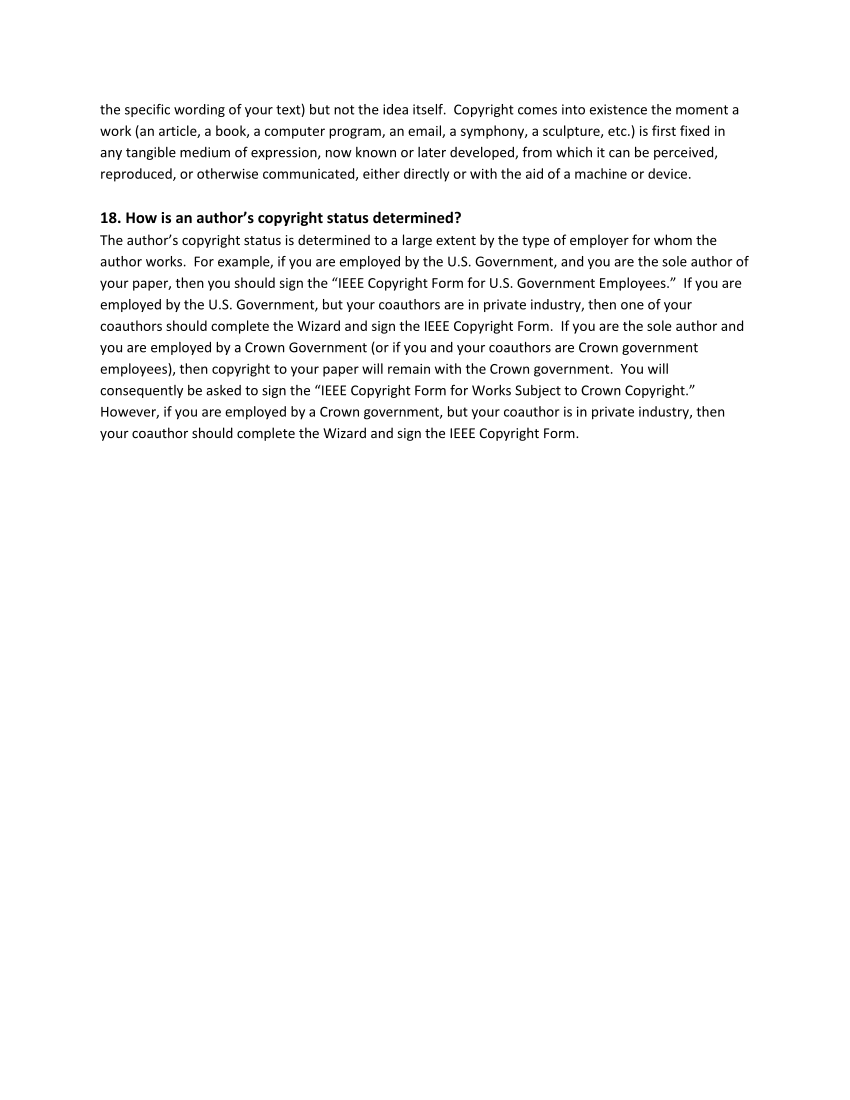 the specific wording of your text) but not the idea itself.  Copyright comes into existence the moment a
work (an article, a book, a computer program, an email, a symphony, a sculpture, etc.) is first fixed in
any tangible medium of expression, now known or later developed, from which it can be perceived,
reproduced, or otherwise communicated, either directly or with the aid of a machine or device.
18. How is an author’s copyright status determined?
The author’s copyright status is determined to a large extent by the type of employer for whom the
author works.  For example, if you are employed by the U.S. Government, and you are the sole author of
your paper, then you should sign the “IEEE Copyright Form for U.S. Government Employees.”  If you are
employed by the U.S. Government, but your coauthors are in private industry, then one of your
coauthors should complete the Wizard and sign the IEEE Copyright Form.  If you are the sole author and
you are employed by a Crown Government (or if you and your coauthors are Crown government
employees), then copyright to your paper will remain with the Crown government.  You will
consequently be asked to sign the “IEEE Copyright Form for Works Subject to Crown Copyright.”
However, if you are employed by a Crown government, but your coauthor is in private industry, then
your coauthor should complete the Wizard and sign the IEEE Copyright Form.